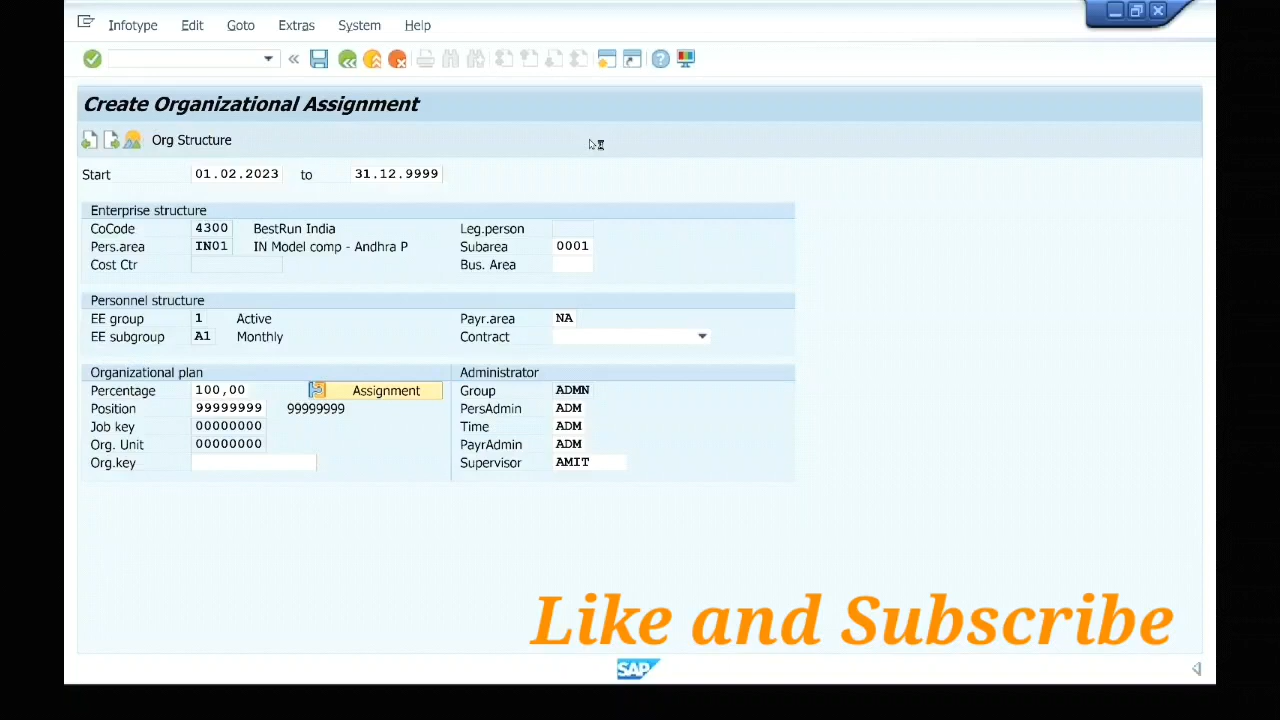 Infotype Edit Goto Extras System Help
Create Organizational Assignment
Org Structure
Start 01.02.2023 to 31.12.9999
Enterprise structure
CoCode 4300 BestRun India Leg.person
Pers.area IN01 IN Model comp - Andhra P Subarea 0001
Cost Ctr Bus. Area
Personnel structure
EE group 1 Active Payr.area NA
EE subgroup A1 Monthly Contract
Organizational plan Administrator
Percentage 100,00 Assignment Group ADMN
Position 99999999 99999999 PersAdmin ADM
Job key 00000000 Time ADM
Org. Unit 00000000 PayrAdmin ADM
Org.key Supervisor AMIT
Like and Subscribe
SAP